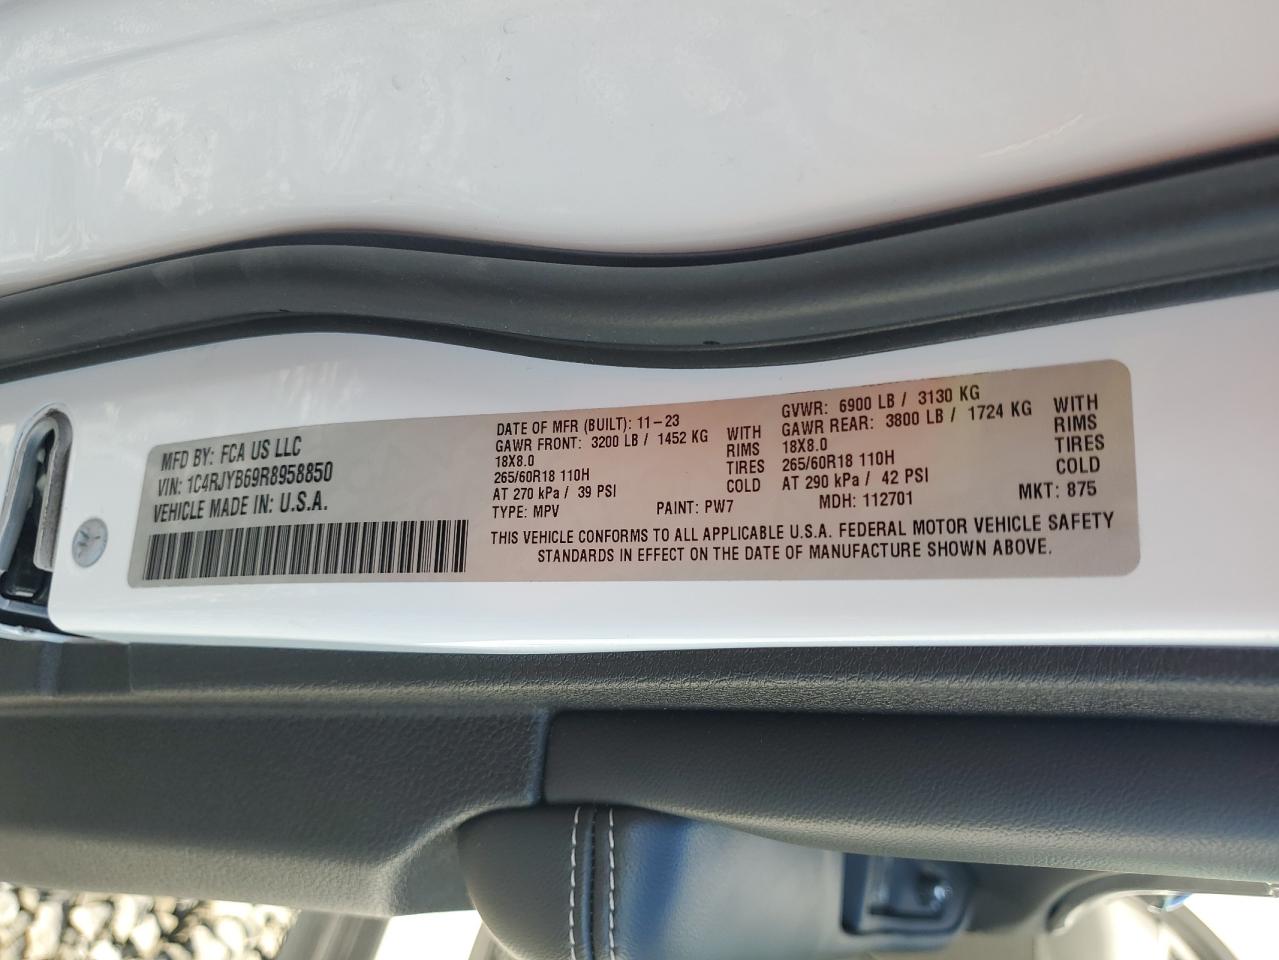 MFD BY: FCA US LLC
VIN: 1C4RJYB69R8958850
VEHICLE MADE IN: U.S.A.
DATE OF MFR (BUILT): 11-23
GAWR FRONT: 3200 LB / 1452 KG WITH
18X8.0 RIMS
265/60R18 110H TIRES
AT 270 kPa / 39 PSI COLD
TYPE: MPV PAINT: PW7
GVWR: 6900 LB / 3130 KG
GAWR REAR: 3800 LB / 1724 KG WITH
18X8.0 RIMS
265/60R18 110H TIRES
AT 290 kPa / 42 PSI COLD
MDH: 112701 MKT: 875
THIS VEHICLE CONFORMS TO ALL APPLICABLE U.S.A. FEDERAL MOTOR VEHICLE SAFETY
STANDARDS IN EFFECT ON THE DATE OF MANUFACTURE SHOWN ABOVE.